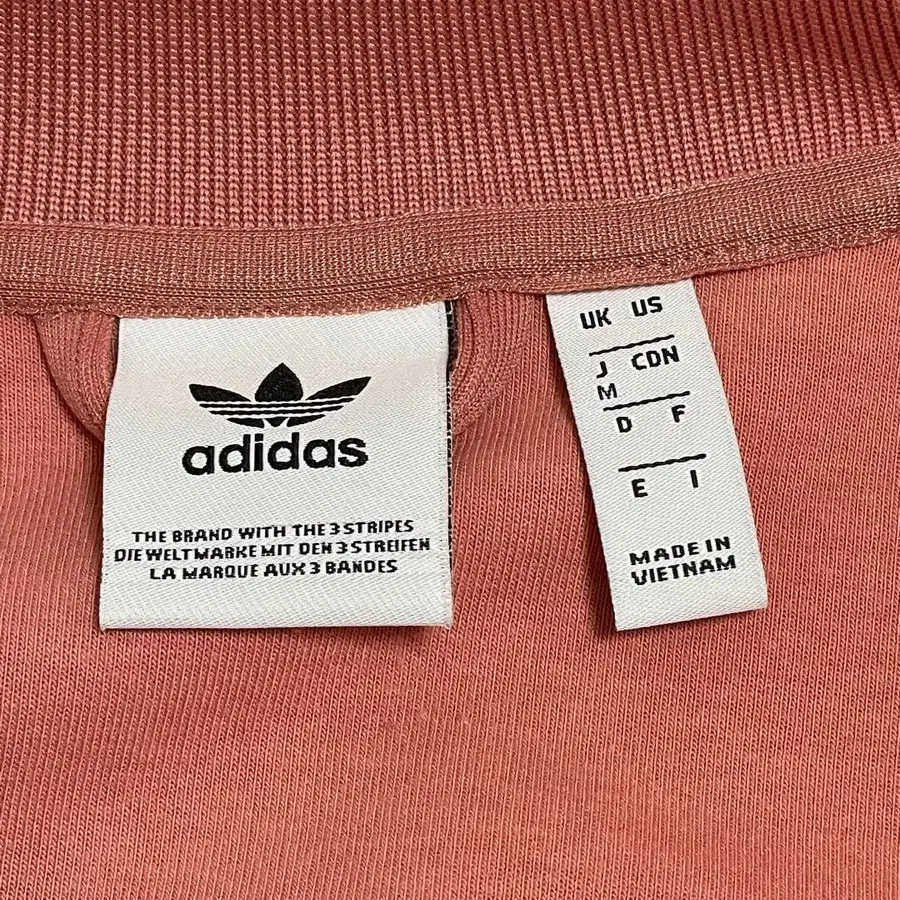 adidas
THE BRAND WITH THE 3 STRIPES
DIE WELTMARKE MIT DEN 3 STREIFEN
LA MARQUE AUX 3 BANDES
UK US
J CDN
M
D F
E I
MADE IN
VIETNAM